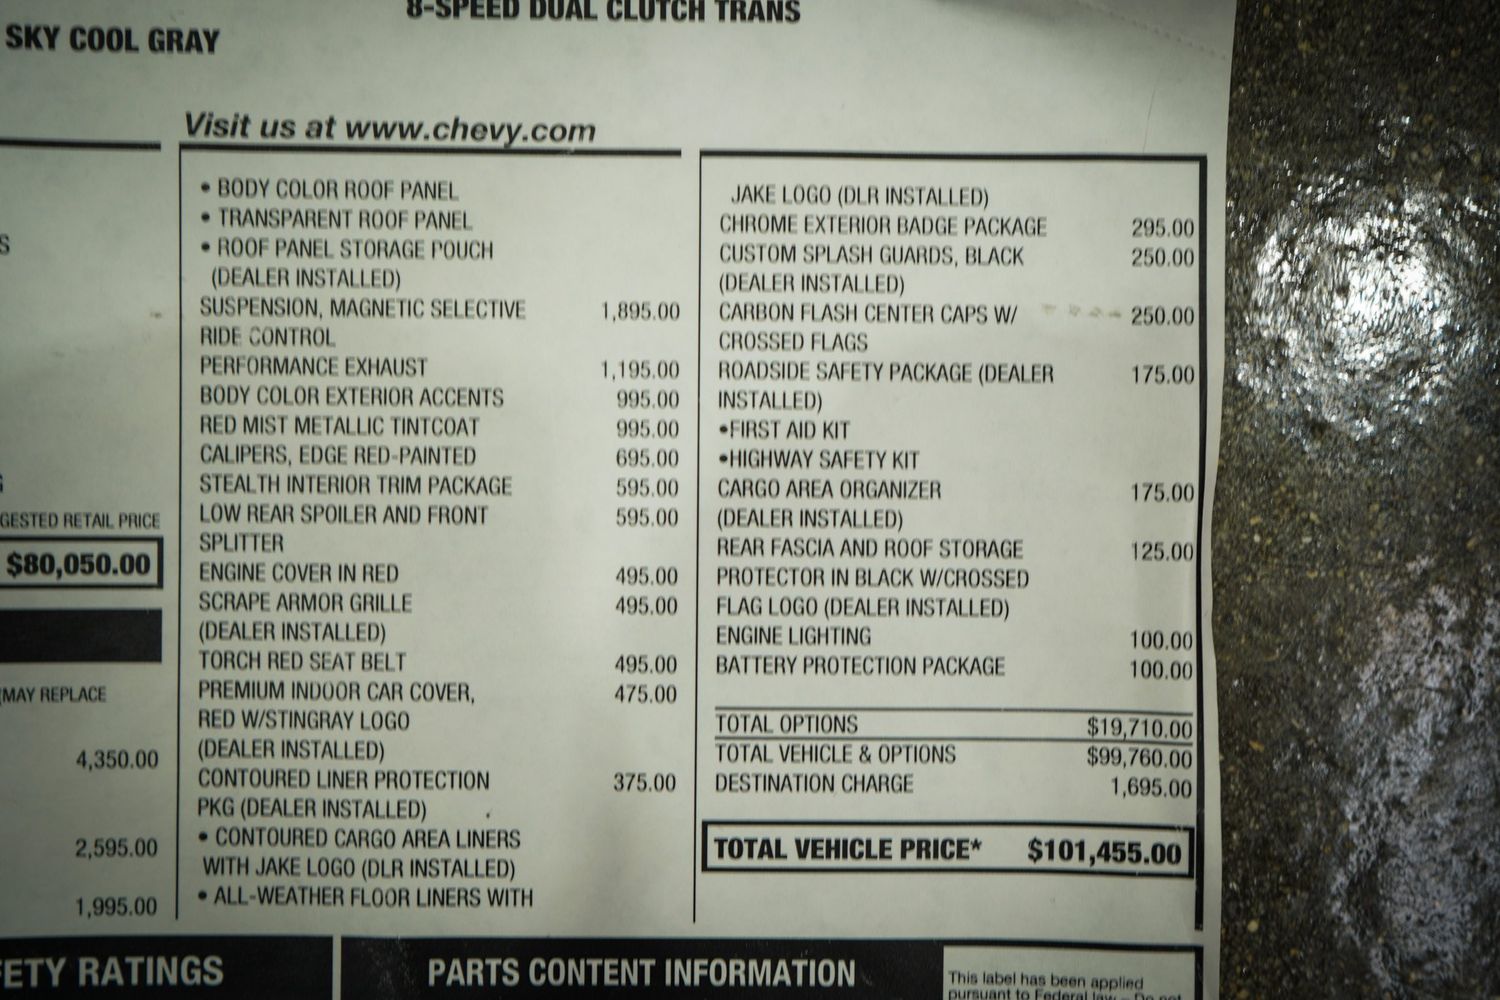 8-SPEED DUAL CLUTCH TRANS
SKY COOL GRAY
Visit us at www.chevy.com
GESTED RETAIL PRICE
$80,050.00
MAY REPLACE
4,350.00
2,595.00
1,995.00
• BODY COLOR ROOF PANEL
• TRANSPARENT ROOF PANEL
• ROOF PANEL STORAGE POUCH
(DEALER INSTALLED)
SUSPENSION, MAGNETIC SELECTIVE 1,895.00
RIDE CONTROL
PERFORMANCE EXHAUST 1,195.00
BODY COLOR EXTERIOR ACCENTS 995.00
RED MIST METALLIC TINTCOAT 995.00
CALIPERS, EDGE RED-PAINTED 695.00
STEALTH INTERIOR TRIM PACKAGE 595.00
LOW REAR SPOILER AND FRONT 595.00
SPLITTER
ENGINE COVER IN RED 495.00
SCRAPE ARMOR GRILLE 495.00
(DEALER INSTALLED)
TORCH RED SEAT BELT 495.00
PREMIUM INDOOR CAR COVER, 475.00
RED W/STINGRAY LOGO
(DEALER INSTALLED)
CONTOURED LINER PROTECTION 375.00
PKG (DEALER INSTALLED)
• CONTOURED CARGO AREA LINERS
WITH JAKE LOGO (DLR INSTALLED)
• ALL-WEATHER FLOOR LINERS WITH
JAKE LOGO (DLR INSTALLED)
CHROME EXTERIOR BADGE PACKAGE 295.00
CUSTOM SPLASH GUARDS, BLACK 250.00
(DEALER INSTALLED)
CARBON FLASH CENTER CAPS W/ 250.00
CROSSED FLAGS
ROADSIDE SAFETY PACKAGE (DEALER 175.00
INSTALLED)
•FIRST AID KIT
•HIGHWAY SAFETY KIT
CARGO AREA ORGANIZER 175.00
(DEALER INSTALLED)
REAR FASCIA AND ROOF STORAGE 125.00
PROTECTOR IN BLACK W/CROSSED
FLAG LOGO (DEALER INSTALLED)
ENGINE LIGHTING 100.00
BATTERY PROTECTION PACKAGE 100.00
TOTAL OPTIONS $19,710.00
TOTAL VEHICLE & OPTIONS $99,760.00
DESTINATION CHARGE 1,695.00
TOTAL VEHICLE PRICE* $101,455.00
ETY RATINGS
PARTS CONTENT INFORMATION
This label has been applied
pursuant to Federal law – Do not